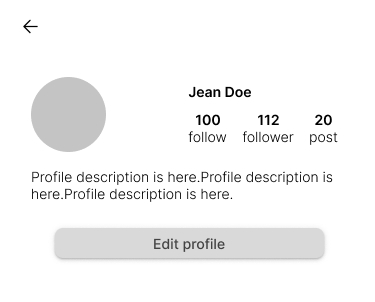 Jean Doe
100 112 20
follow follower post
Profile description is here.Profile description is
here.Profile description is here.
Edit profile